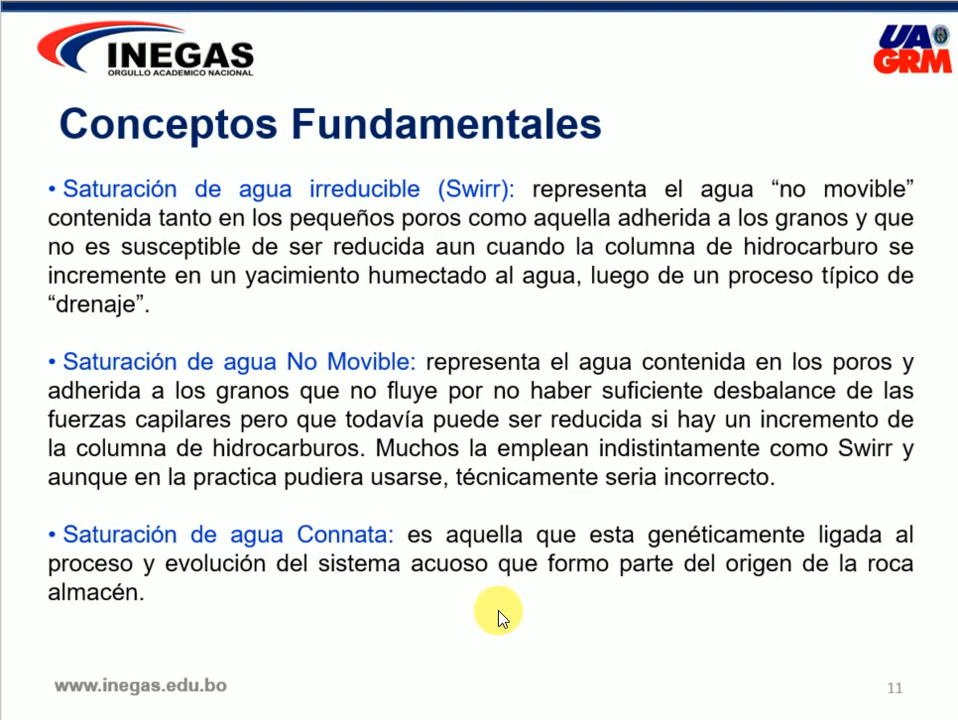 INEGAS
ORGULLO ACADEMICO NACIONAL
UA
GRM
Conceptos Fundamentales
• Saturación de agua irreducible (Swirr): representa el agua “no movible”
contenida tanto en los pequeños poros como aquella adherida a los granos y que
no es susceptible de ser reducida aun cuando la columna de hidrocarburo se
incremente en un yacimiento humectado al agua, luego de un proceso típico de
“drenaje”.
• Saturación de agua No Movible: representa el agua contenida en los poros y
adherida a los granos que no fluye por no haber suficiente desbalance de las
fuerzas capilares pero que todavía puede ser reducida si hay un incremento de
la columna de hidrocarburos. Muchos la emplean indistintamente como Swirr y
aunque en la practica pudiera usarse, técnicamente seria incorrecto.
• Saturación de agua Connata: es aquella que esta genéticamente ligada al
proceso y evolución del sistema acuoso que formo parte del origen de la roca
almacén.
www.inegas.edu.bo
11